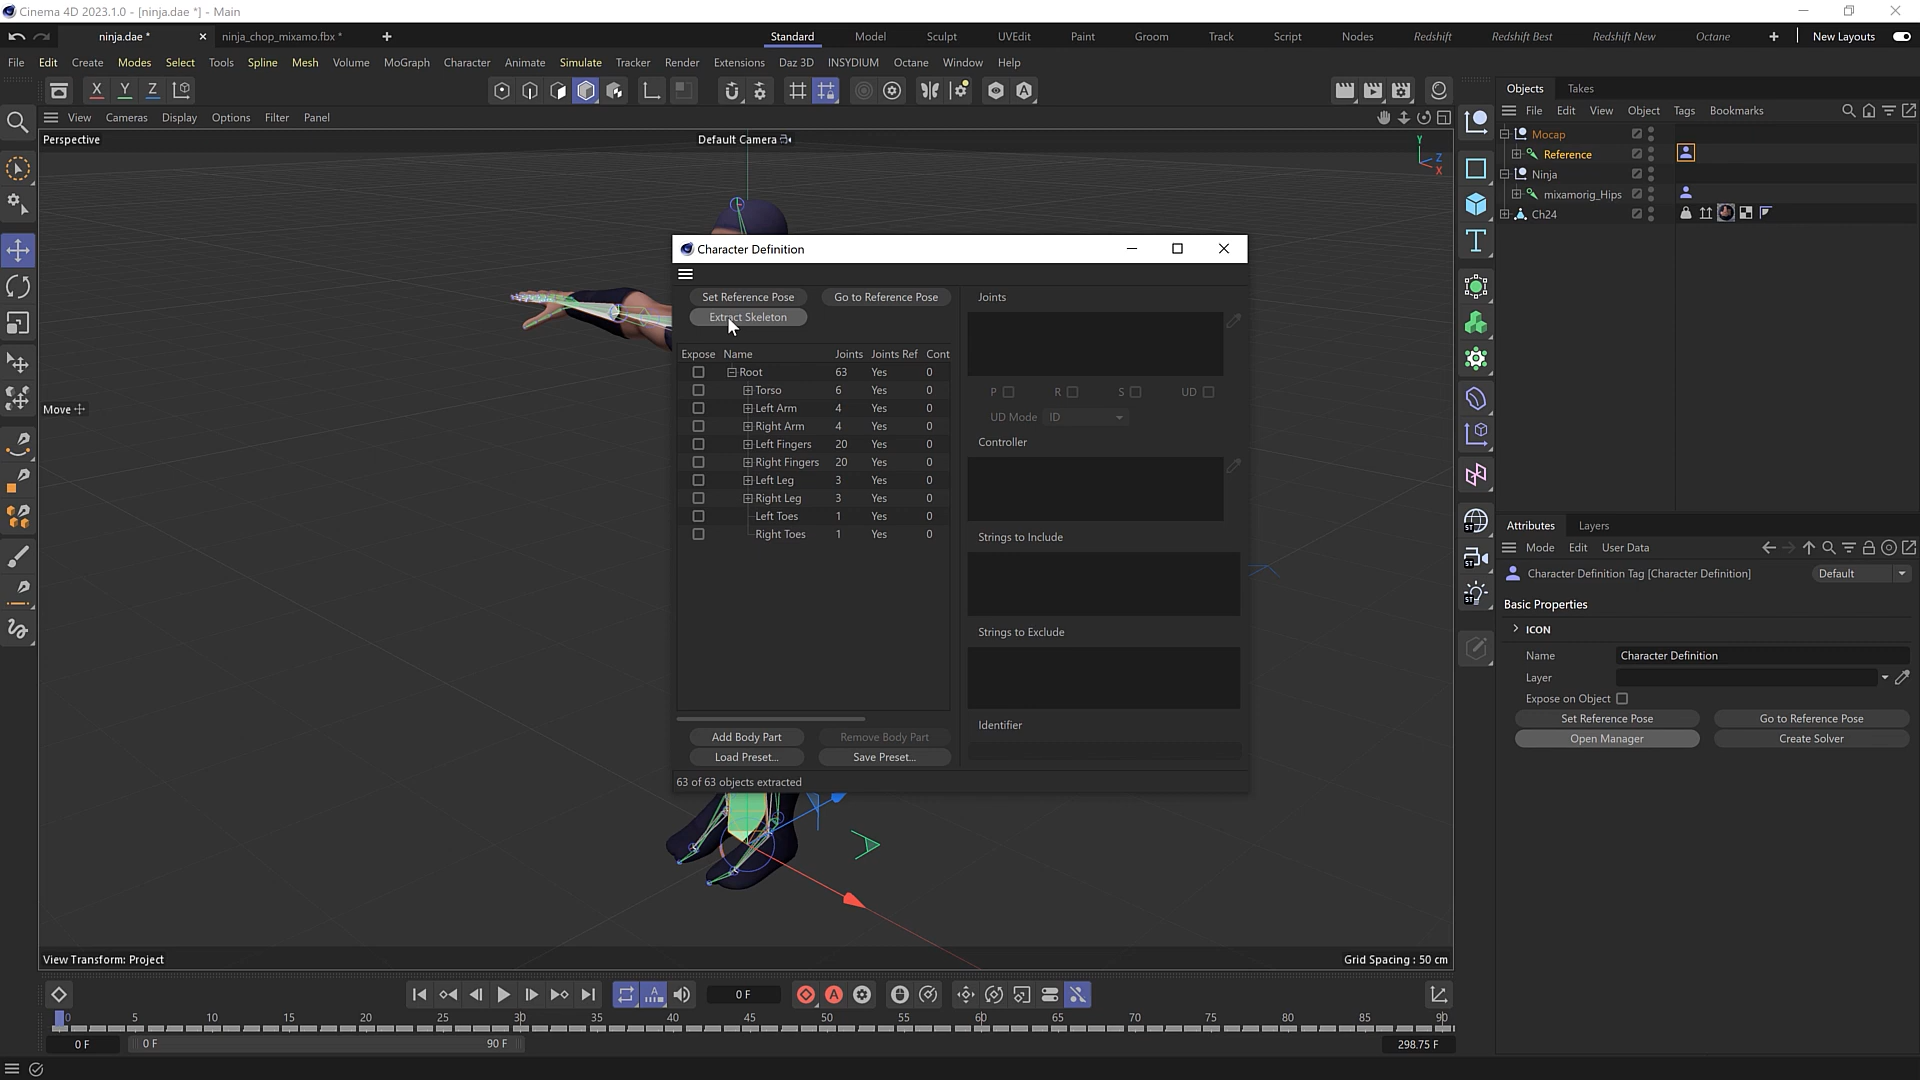 Cinema 4D 2023.1.0 - [ninja.dae *] - Main
ninja.dae *
ninja_chop_mixamo.fbx *
Standard Model Sculpt UVEdit Paint Groom Track Script Nodes Redshift Redshift Best Redshift New Octane New Layouts
File Edit Create Modes Select Tools Spline Mesh Volume MoGraph Character Animate Simulate Tracker Render Extensions Daz 3D INSYDIUM Octane Window Help
X Y Z
View Cameras Display Options Filter Panel
Perspective
Default Camera
Y
Z
X
Move
Character Definition
Set Reference Pose Go to Reference Pose
Extract Skeleton
Expose Name Joints Joints Ref Cont
Root 63 Yes 0
Torso 6 Yes 0
Left Arm 4 Yes 0
Right Arm 4 Yes 0
Left Fingers 20 Yes 0
Right Fingers 20 Yes 0
Left Leg 3 Yes 0
Right Leg 3 Yes 0
Left Toes 1 Yes 0
Right Toes 1 Yes 0
Add Body Part Remove Body Part
Load Preset... Save Preset...
63 of 63 objects extracted
Joints
P R S UD
UD Mode ID
Controller
Strings to Include
Strings to Exclude
Identifier
Objects Takes
File Edit View Object Tags Bookmarks
Mocap
Reference
Ninja
mixamorig_Hips
Ch24
Attributes Layers
Mode Edit User Data
Character Definition Tag [Character Definition] Default
Basic Properties
ICON
Name Character Definition
Layer
Expose on Object
Set Reference Pose Go to Reference Pose
Open Manager Create Solver
ST
ST
ST
View Transform: Project
Grid Spacing : 50 cm
0 F
A
A
0 5 10 15 20 25 30 35 40 45 50 55 60 65 70 75 80 85 90
0 F 0 F 90 F 298.75 F